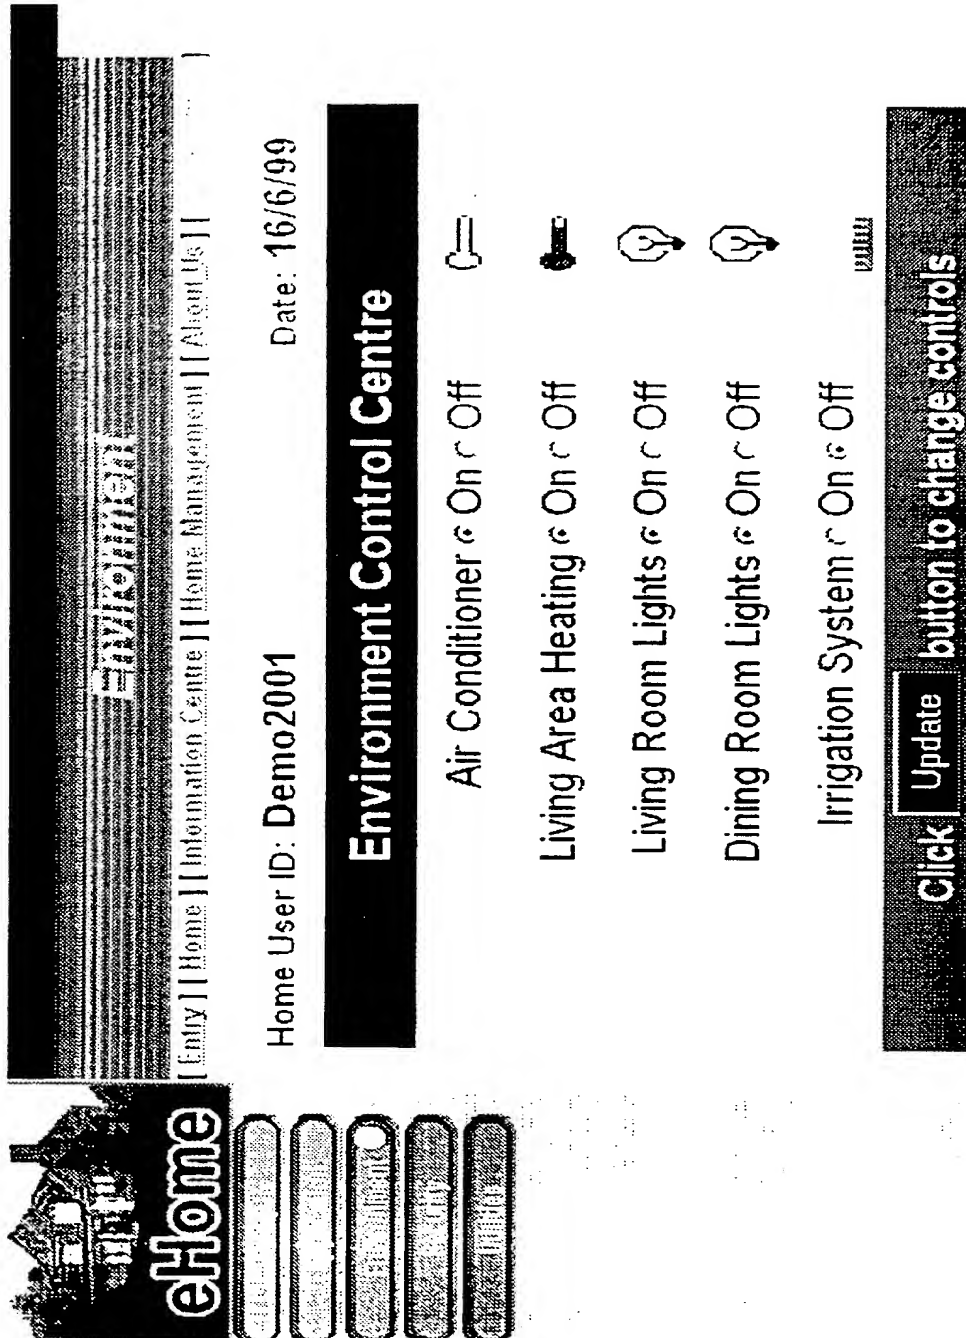 eHome
Environment
[ Entry ] [ Home ] [ Information Centre ] [ Home Management ] [ About Us ] [ ]
Home User ID: Demo2001 Date: 16/6/99
Environment Control Centre
Air Conditioner On Off
Living Area Heating On Off
Living Room Lights On Off
Dining Room Lights On Off
Irrigation System On Off
Click Update button to change controls